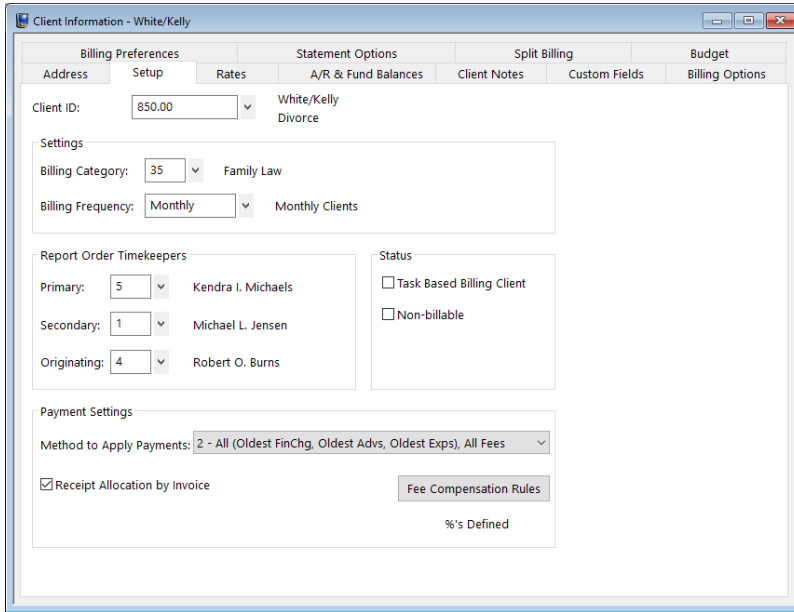 Client Information - White/Kelly
Billing Preferences Statement Options Split Billing Budget
Address Setup Rates A/R & Fund Balances Client Notes Custom Fields Billing Options
Client ID: 850.00 White/Kelly
Divorce
Settings
Billing Category: 35 Family Law
Billing Frequency: Monthly Monthly Clients
Report Order Timekeepers Status
Primary: 5 Kendra I. Michaels Task Based Billing Client
Secondary: 1 Michael L. Jensen Non-billable
Originating: 4 Robert O. Burns
Payment Settings
Method to Apply Payments: 2 - All (Oldest FinChg, Oldest Advs, Oldest Exps), All Fees
Receipt Allocation by Invoice Fee Compensation Rules
%'s Defined